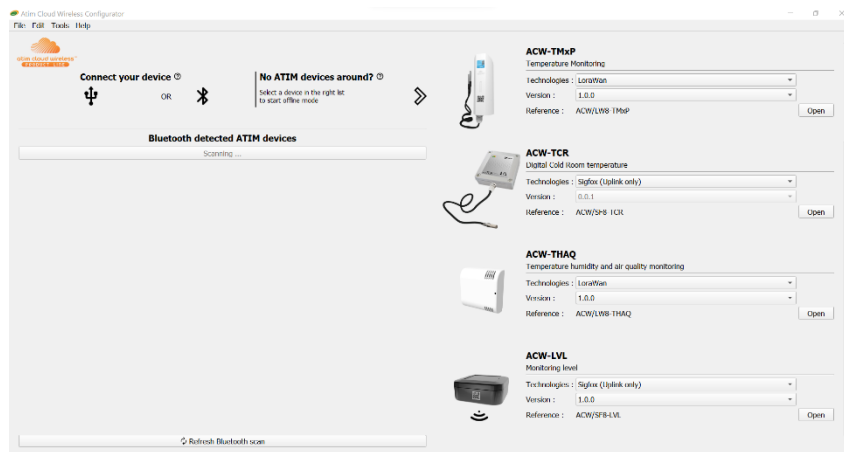 Atim Cloud Wireless Configurator
File Edit Tools Help
atim cloud wireless
Connect your device
OR
No ATIM devices around?
Select a device in the right list
to start offline mode
Bluetooth detected ATIM devices
Scanning ...
Refresh Bluetooth scan
ACW-TMxP
Temperature Monitoring
Technologies : LoraWan
Version : 1.0.0
Reference : ACW/LW8-TMxP Open
ACW-TCR
Digital Cold Room temperature
Technologies : Sigfox (Uplink only)
Version : 0.0.1
Reference : ACW/SF8-TCR Open
ACW-THAQ
Temperature humidity and air quality monitoring
Technologies : LoraWan
Version : 1.0.0
Reference : ACW/LW8-THAQ Open
ACW-LVL
Monitoring level
Technologies : Sigfox (Uplink only)
Version : 1.0.0
Reference : ACW/SF8-LVL Open